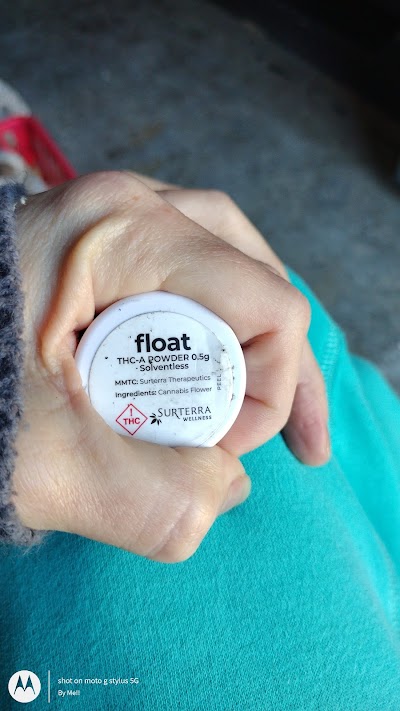 float
THC-A POWDER 0.5g
Solventless
MMTC: Surterra Therapeutics
Ingredients: Cannabis Flower
PEEL
!
THC
SURTERRA
WELLNESS
shot on moto g stylus 5G
By Mell